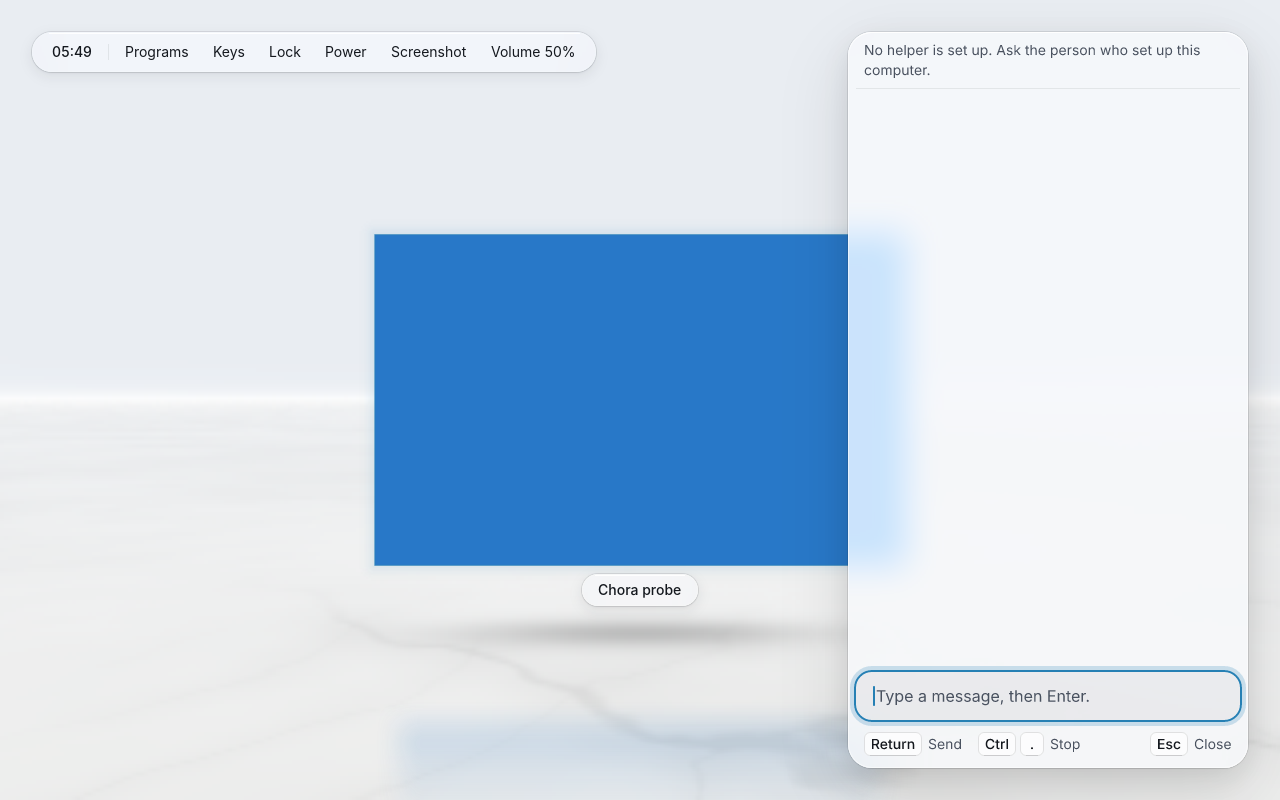 05:49 Programs Keys Lock Power Screenshot Volume 50%
No helper is set up. Ask the person who set up this
computer.
Chora probe
Type a message, then Enter.
Return Send Ctrl . Stop Esc Close